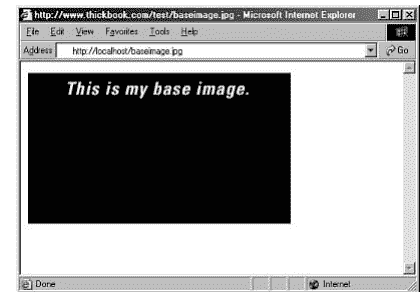 http://www.thickbook.com/test/baseimage.jpg - Microsoft Internet Explorer
File Edit View Favorites Tools Help
Address http://localhost/baseimage.jpg Go
This is my base image.
Done Internet